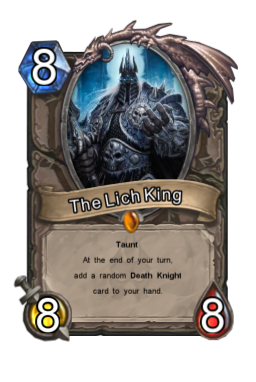 8
The Lich King
Taunt
At the end of your turn,
add a random Death Knight
card to your hand.
8 8